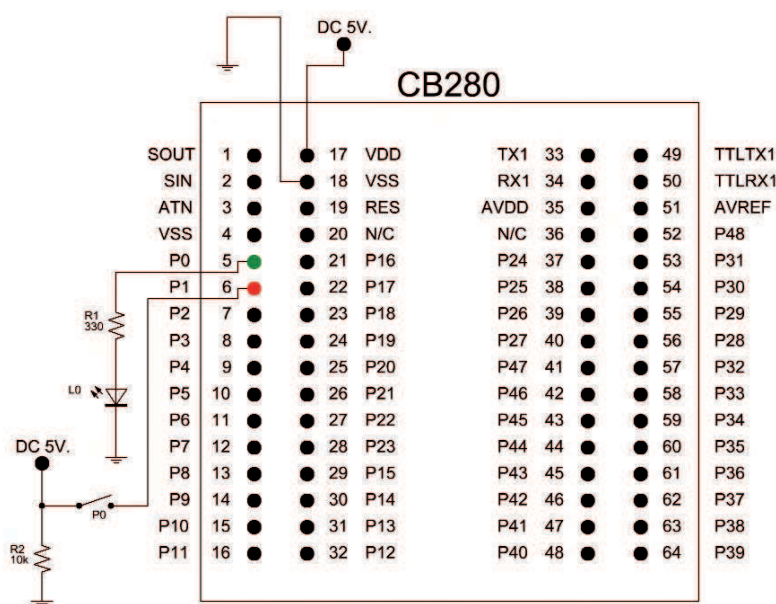 DC 5V.
CB280
SOUT 1 17 VDD TX1 33 49 TTLTX1
SIN 2 18 VSS RX1 34 50 TTLRX1
ATN 3 19 RES AVDD 35 51 AVREF
VSS 4 20 N/C N/C 36 52 P48
P0 5 21 P16 P24 37 53 P31
P1 6 22 P17 P25 38 54 P30
P2 7 23 P18 P26 39 55 P29
P3 8 24 P19 P27 40 56 P28
P4 9 25 P20 P47 41 57 P32
P5 10 26 P21 P46 42 58 P33
P6 11 27 P22 P45 43 59 P34
P7 12 28 P23 P44 44 60 P35
P8 13 29 P15 P43 45 61 P36
P9 14 30 P14 P42 46 62 P37
P10 15 31 P13 P41 47 63 P38
P11 16 32 P12 P40 48 64 P39
R1
330
L0
DC 5V.
P0
R2
10k